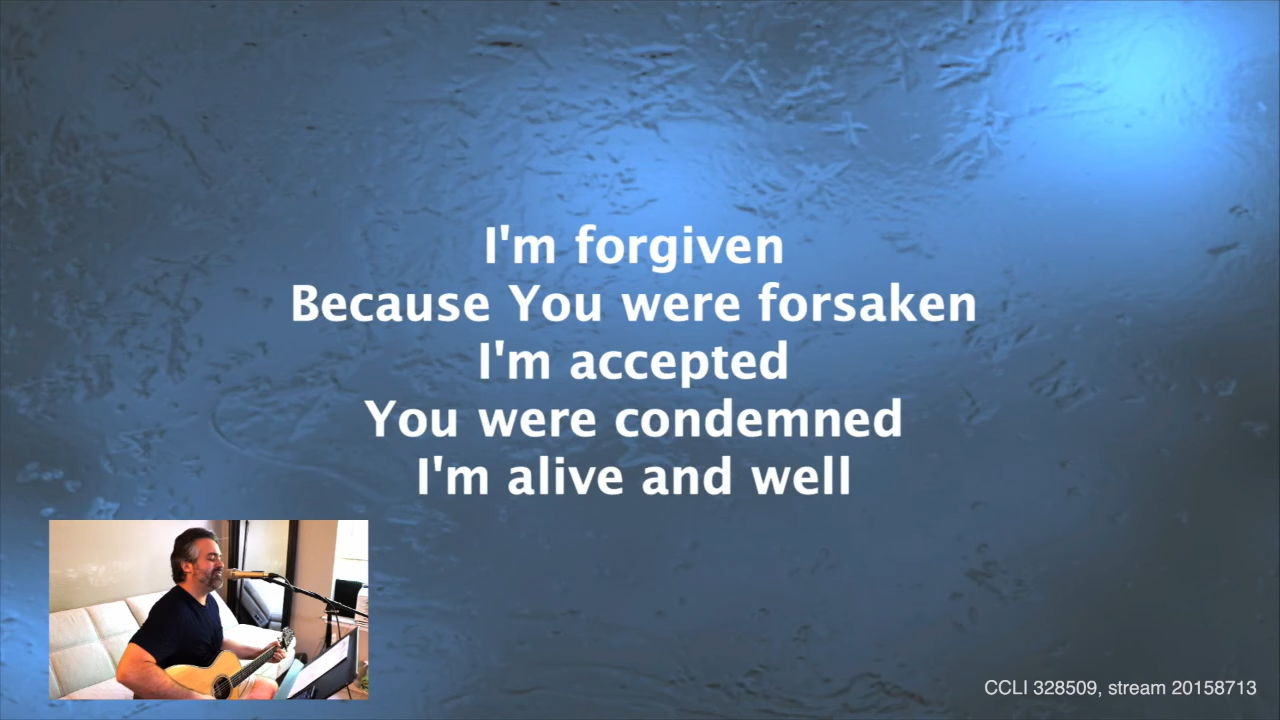 I'm forgiven
Because You were forsaken
I'm accepted
You were condemned
I'm alive and well
CCLI 328509, stream 20158713